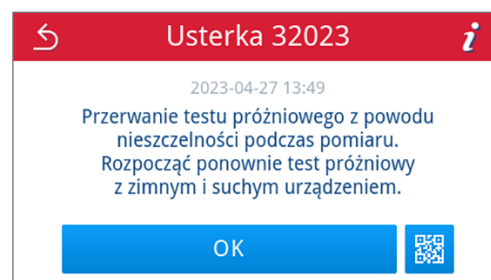 Usterka 32023
i
2023-04-27 13:49
Przerwanie testu próżniowego z powodu
nieszczelności podczas pomiaru.
Rozpocząć ponownie test próżniowy
z zimnym i suchym urządzeniem.
OK